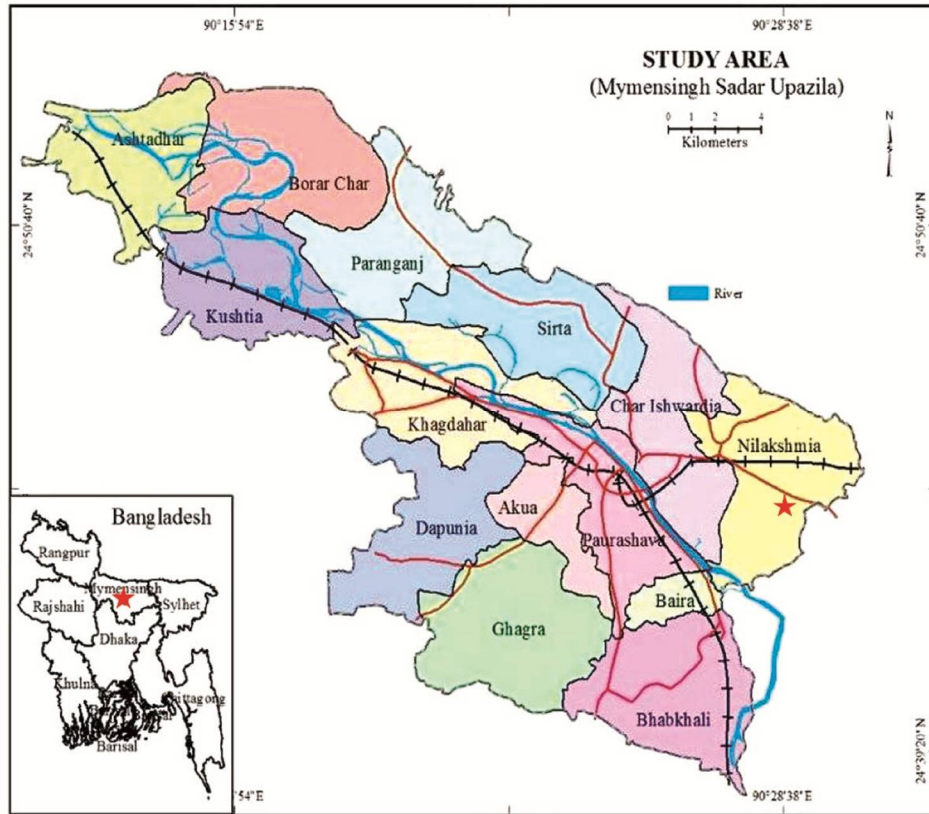 90°15'54"E
90°28'38"E
STUDY AREA
(Mymensingh Sadar Upazila)
0 2 4
Kilometers
N
24°50'40" N
24°50'40" N
Ashtadhar
Borar Char
Paranganj
Kushtia
River
Sirta
Char Ishwardia
Khagdahar
Nilakshmia
Akua
Dapunia
Paurashava
Baira
Ghagra
Bhabkhali
Bangladesh
Rangpur
Mymensingh
Rajshahi
Sylhet
Dhaka
Khulna
Chittagong
Barisal
24°39'20" N
54"E
90°28'38"E